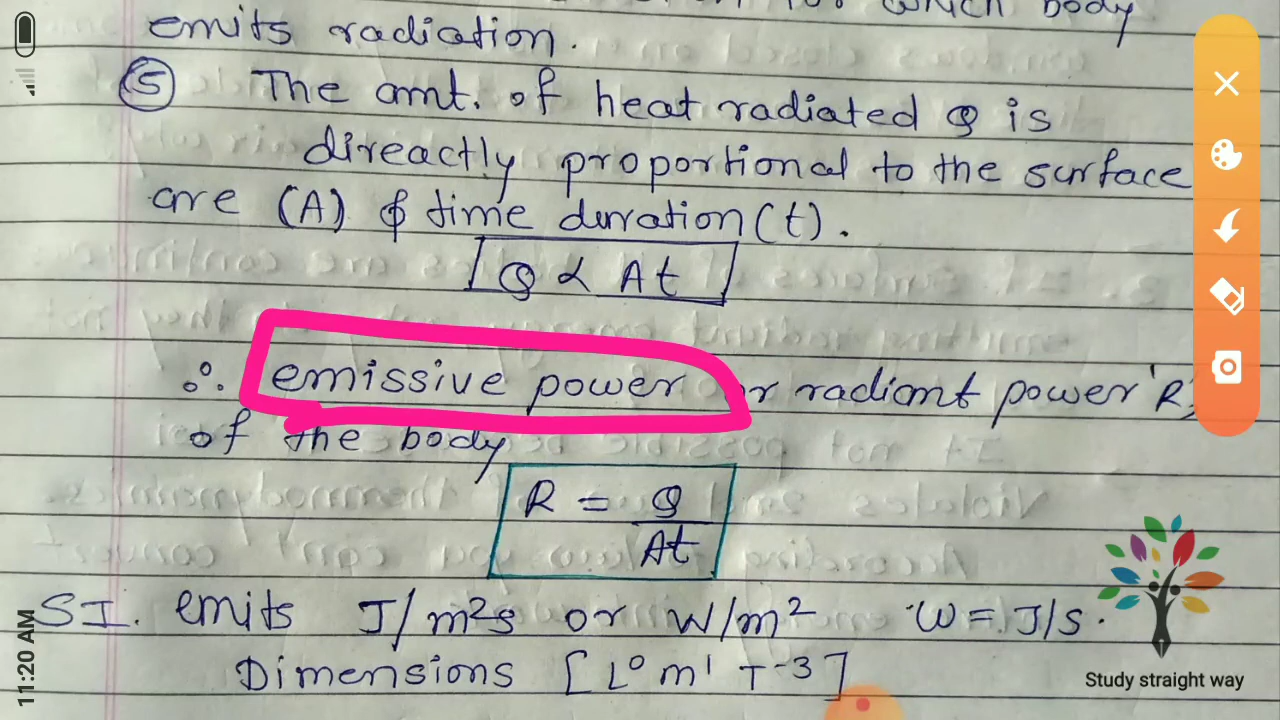 which body
emits radiation.
⑤ The amt. of heat radiated Q is
direactly proportional to the surface
are (A) & time duration (t).
Q ∝ At
∴ emissive power or radiant power 'R'
of the body
R = Q/At
SI. emits J/m²s or W/m² W = J/s.
Dimensions [L⁰ M¹ T⁻³]
Study straight way
11:20 AM